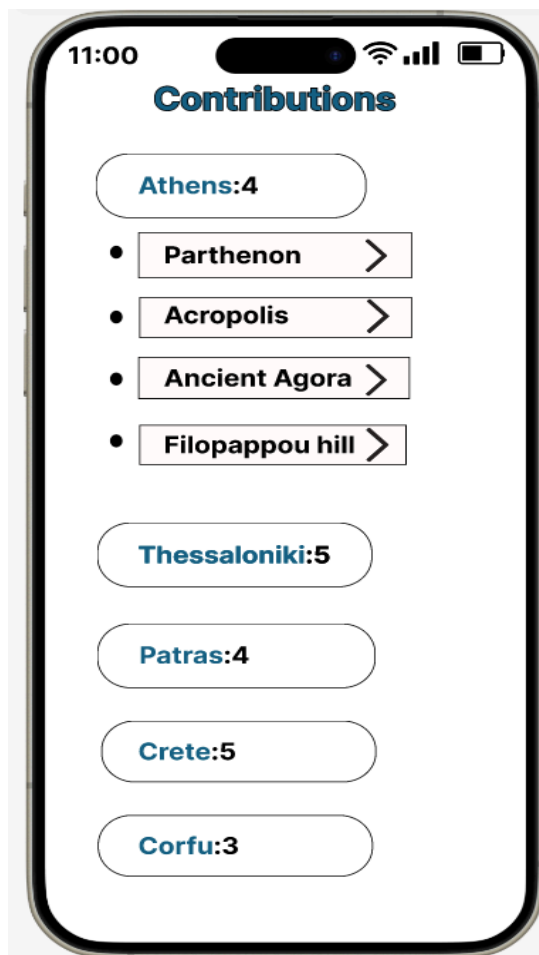 11:00
Contributions
Athens:4
Parthenon
Acropolis
Ancient Agora
Filopappou hill
Thessaloniki:5
Patras:4
Crete:5
Corfu:3